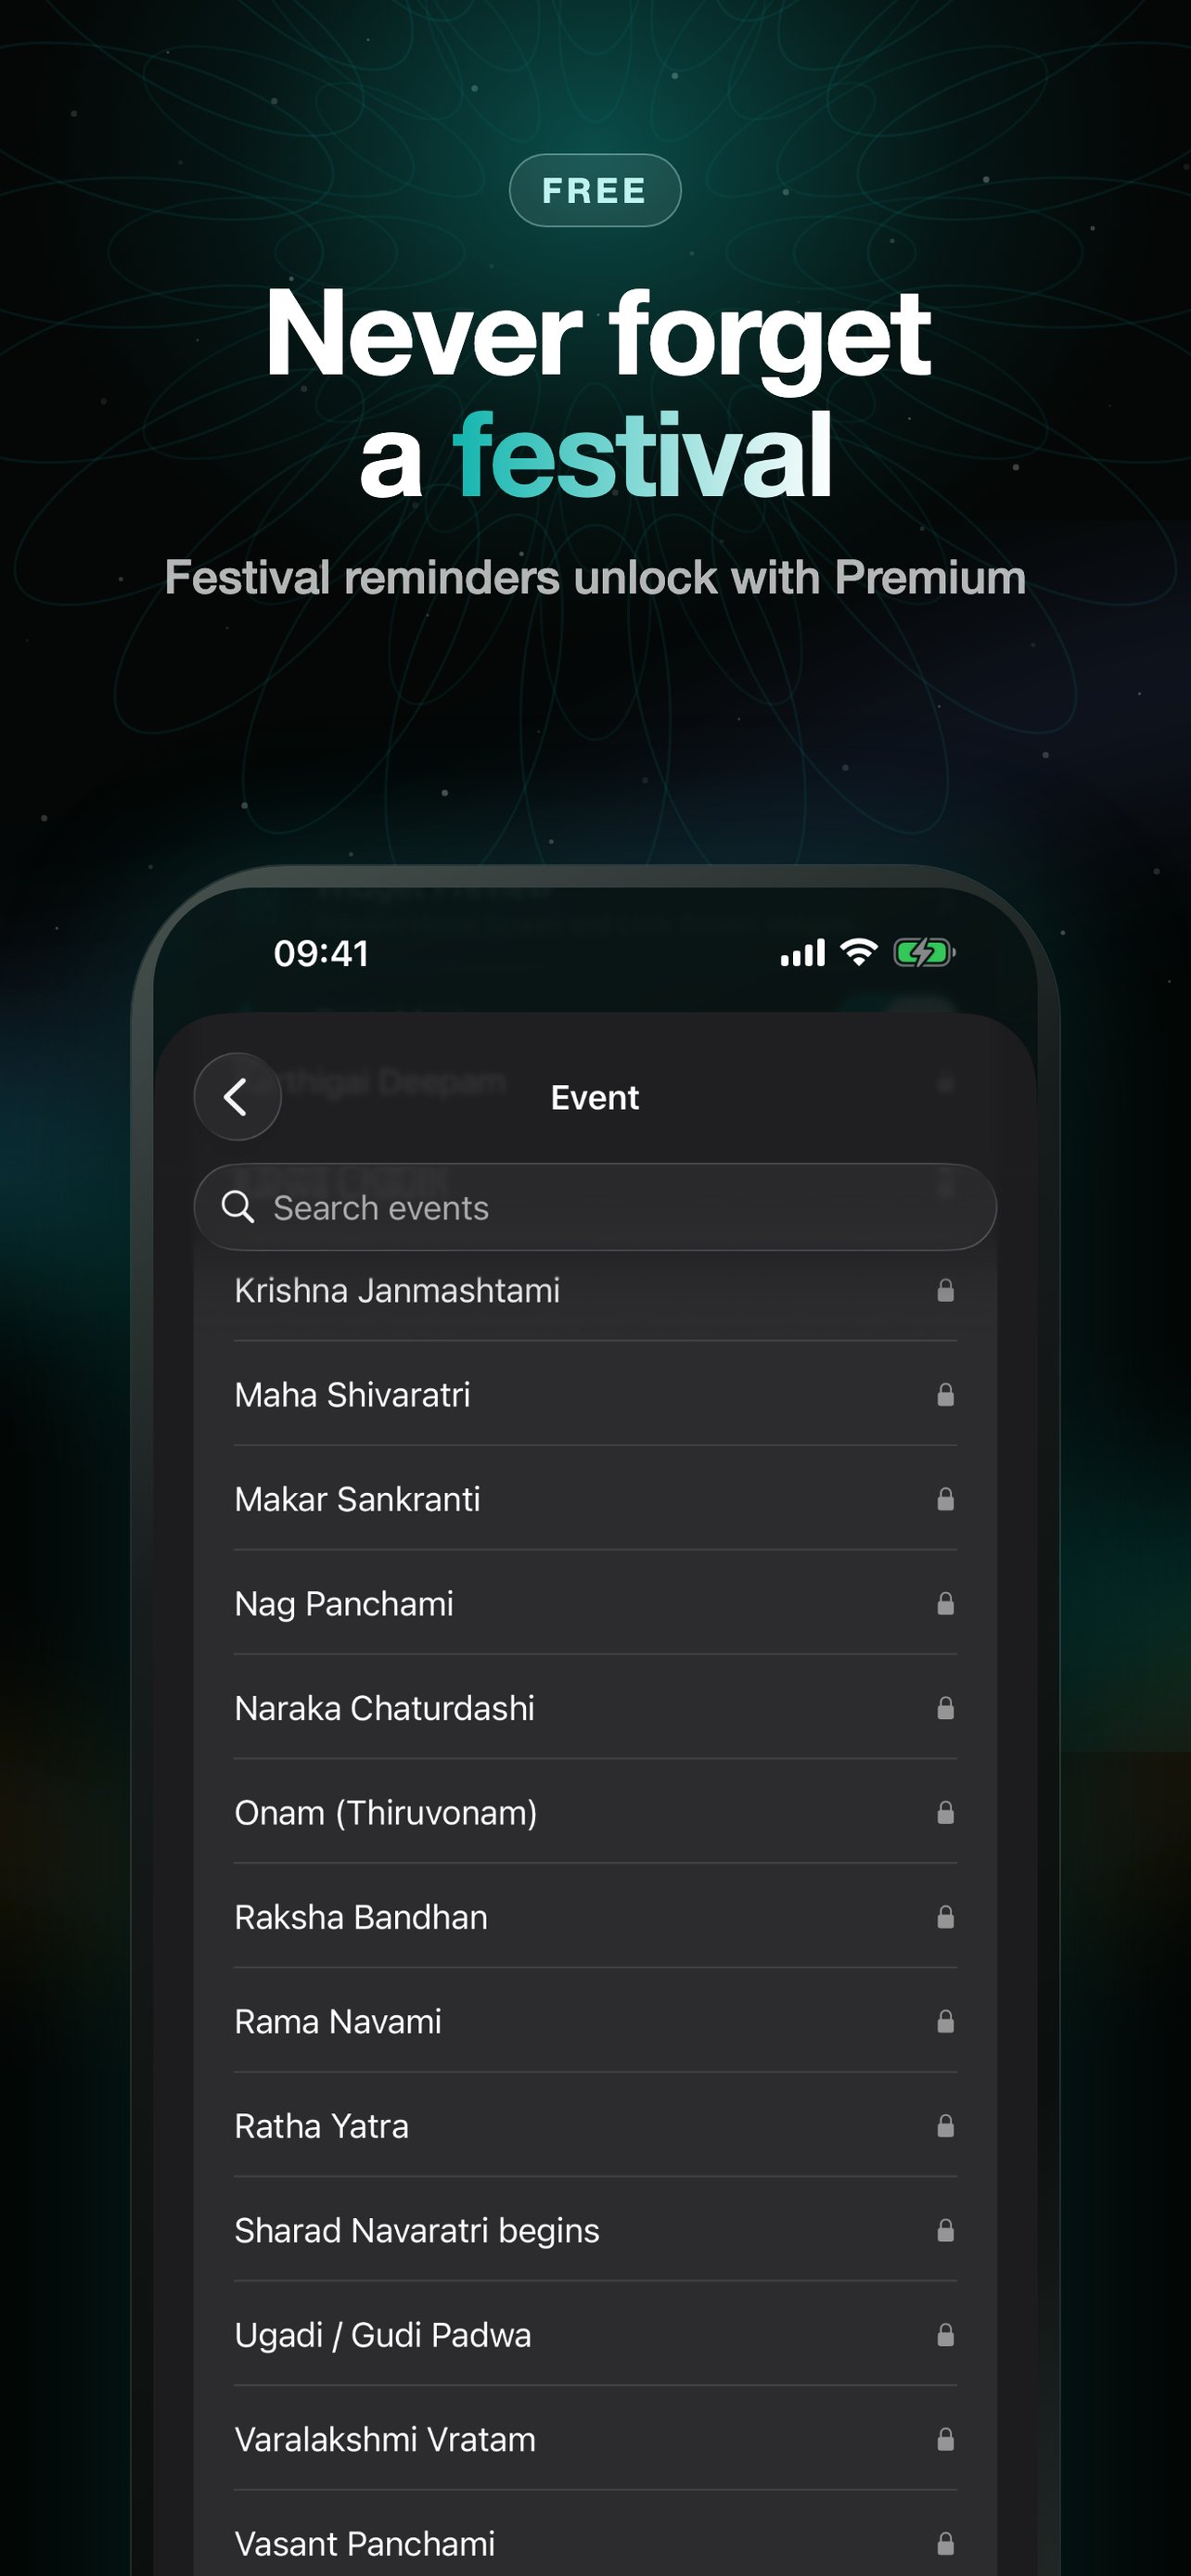 FREE
Never forget
a festival
Festival reminders unlock with Premium
09:41
Event
Search events
Krishna Janmashtami
Maha Shivaratri
Makar Sankranti
Nag Panchami
Naraka Chaturdashi
Onam (Thiruvonam)
Raksha Bandhan
Rama Navami
Ratha Yatra
Sharad Navaratri begins
Ugadi / Gudi Padwa
Varalakshmi Vratam
Vasant Panchami